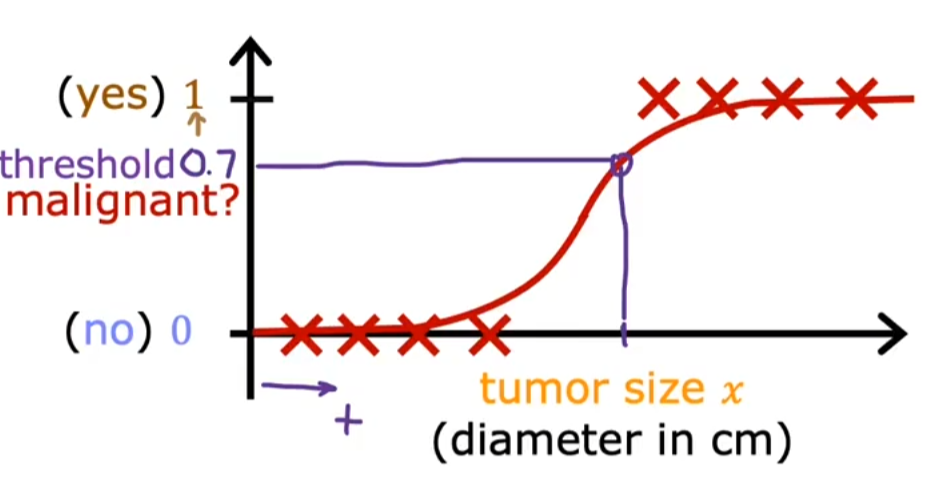 (yes) 1
threshold 0.7
malignant?
(no) 0
+
tumor size x
(diameter in cm)